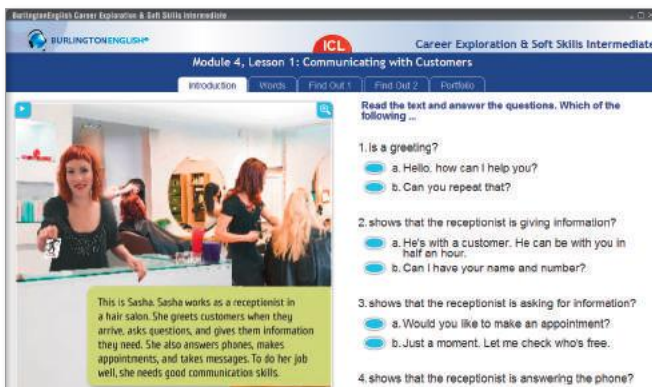 BurlingtonEnglish Career Exploration & Soft Skills Intermediate
BURLINGTONENGLISH®
ICL
Career Exploration & Soft Skills Intermediate
Module 4, Lesson 1: Communicating with Customers
Introduction
Words
Find Out 1
Find Out 2
Portfolio
This is Sasha. Sasha works as a receptionist in
a hair salon. She greets customers when they
arrive, asks questions, and gives them information
they need. She also answers phones, makes
appointments, and takes messages. To do her job
well, she needs good communication skills.
Read the text and answer the questions. Which of the
following ...
1. is a greeting?
a. Hello, how can I help you?
b. Can you repeat that?
2. shows that the receptionist is giving information?
a. He's with a customer. He can be with you in
half an hour.
b. Can I have your name and number?
3. shows that the receptionist is asking for information?
a. Would you like to make an appointment?
b. Just a moment. Let me check who's free.
4. shows that the receptionist is answering the phone?